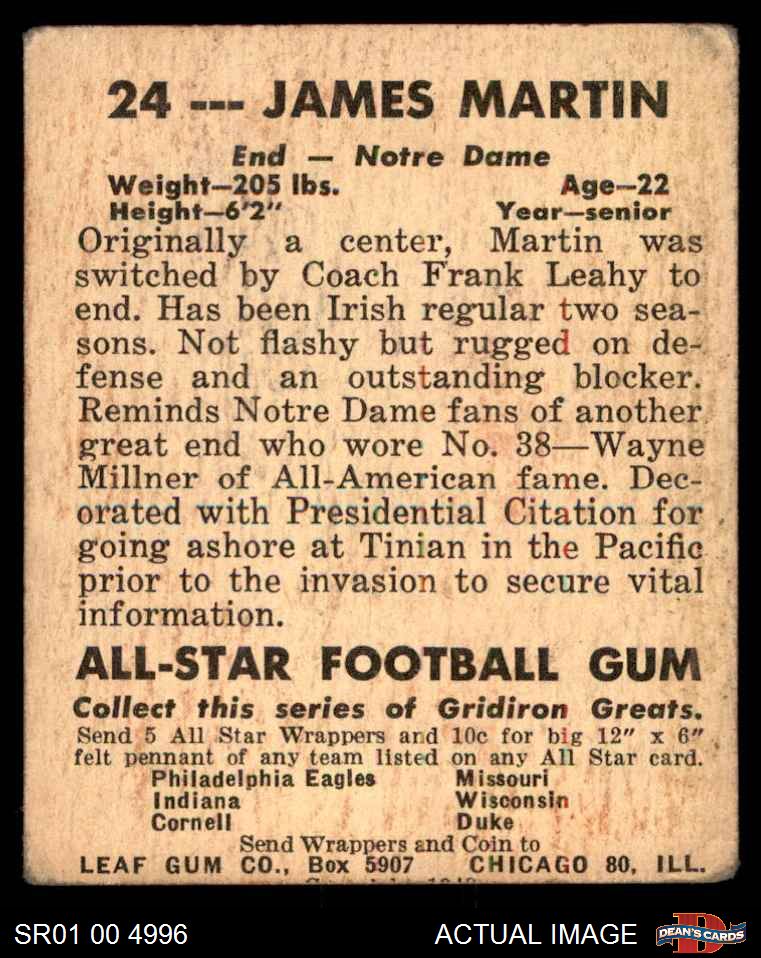 24 --- JAMES MARTIN
End — Notre Dame
Weight—205 lbs. Age—22
Height—6'2" Year—senior
Originally a center, Martin was
switched by Coach Frank Leahy to
end. Has been Irish regular two sea-
sons. Not flashy but rugged on de-
fense and an outstanding blocker.
Reminds Notre Dame fans of another
great end who wore No. 38—Wayne
Millner of All-American fame. Dec-
orated with Presidential Citation for
going ashore at Tinian in the Pacific
prior to the invasion to secure vital
information.
ALL-STAR FOOTBALL GUM
Collect this series of Gridiron Greats.
Send 5 All Star Wrappers and 10c for big 12" x 6"
felt pennant of any team listed on any All Star card.
Philadelphia Eagles Missouri
Indiana Wisconsin
Cornell Duke
Send Wrappers and Coin to
LEAF GUM CO., Box 5907 CHICAGO 80, ILL.
SR01 00 4996 ACTUAL IMAGE DEAN'S CARDS